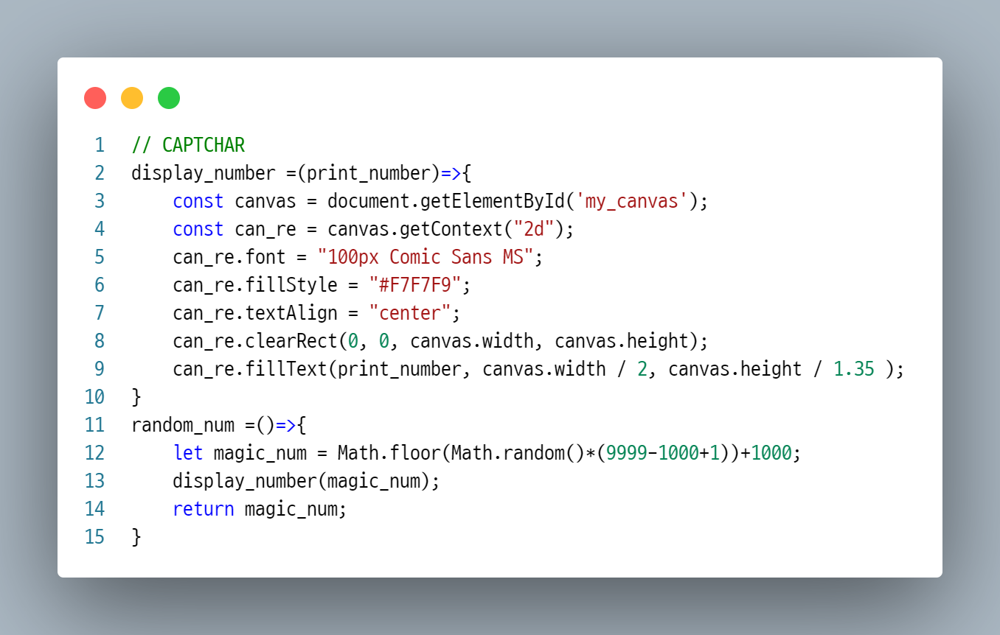 1 // CAPTCHAR
2 display_number =(print_number)=>{
3     const canvas = document.getElementById('my_canvas');
4     const can_re = canvas.getContext("2d");
5     can_re.font = "100px Comic Sans MS";
6     can_re.fillStyle = "#F7F7F9";
7     can_re.textAlign = "center";
8     can_re.clearRect(0, 0, canvas.width, canvas.height);
9     can_re.fillText(print_number, canvas.width / 2, canvas.height / 1.35 );
10 }
11 random_num =()=>{
12     let magic_num = Math.floor(Math.random()*(9999-1000+1))+1000;
13     display_number(magic_num);
14     return magic_num;
15 }